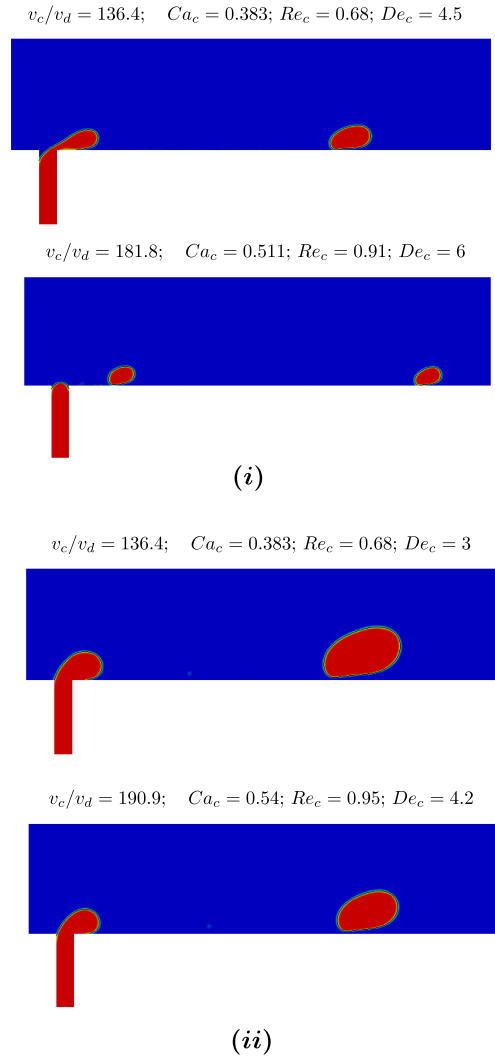 v_c/v_d = 136.4; Ca_c = 0.383; Re_c = 0.68; De_c = 4.5
v_c/v_d = 181.8; Ca_c = 0.511; Re_c = 0.91; De_c = 6
(i)
v_c/v_d = 136.4; Ca_c = 0.383; Re_c = 0.68; De_c = 3
v_c/v_d = 190.9; Ca_c = 0.54; Re_c = 0.95; De_c = 4.2
(ii)